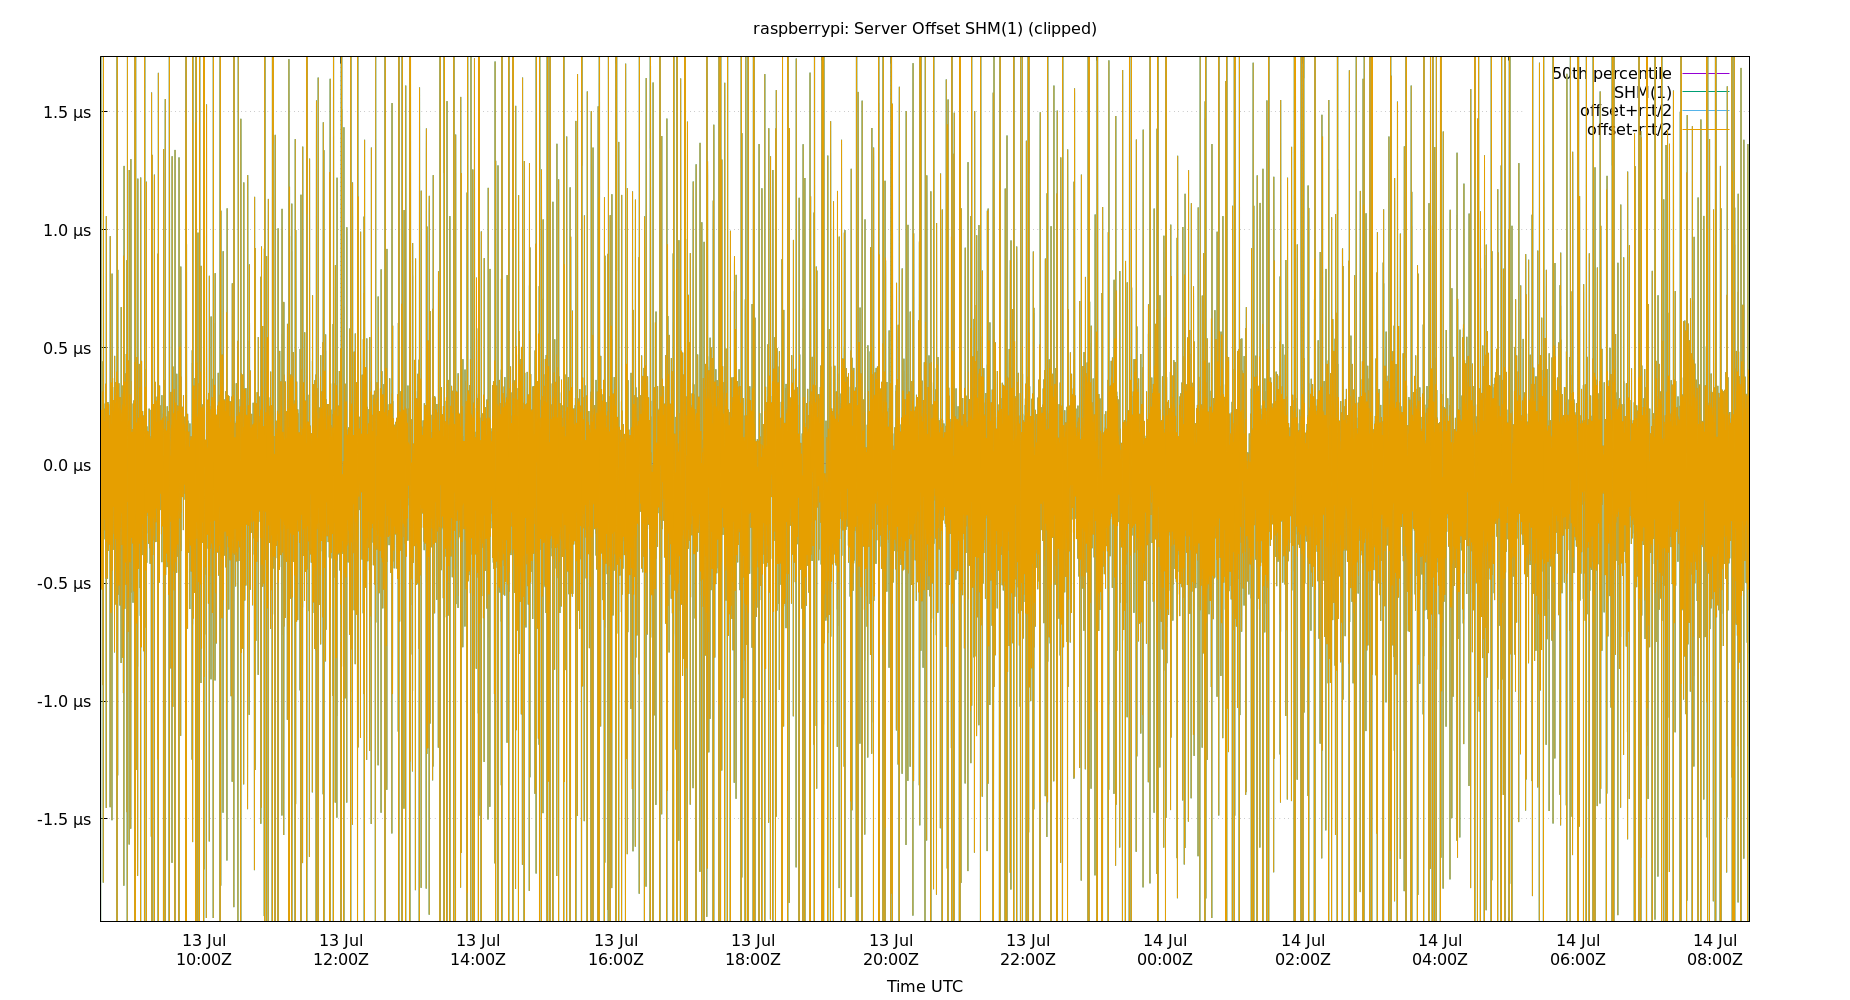 raspberrypi: Server Offset SHM(1) (clipped)
50th percentile
SHM(1)
offset+rtt/2
offset-rtt/2
1.5 µs
1.0 µs
0.5 µs
0.0 µs
-0.5 µs
-1.0 µs
-1.5 µs
13 Jul 13 Jul 13 Jul 13 Jul 13 Jul 13 Jul 13 Jul 14 Jul 14 Jul 14 Jul 14 Jul 14 Jul
10:00Z 12:00Z 14:00Z 16:00Z 18:00Z 20:00Z 22:00Z 00:00Z 02:00Z 04:00Z 06:00Z 08:00Z
Time UTC